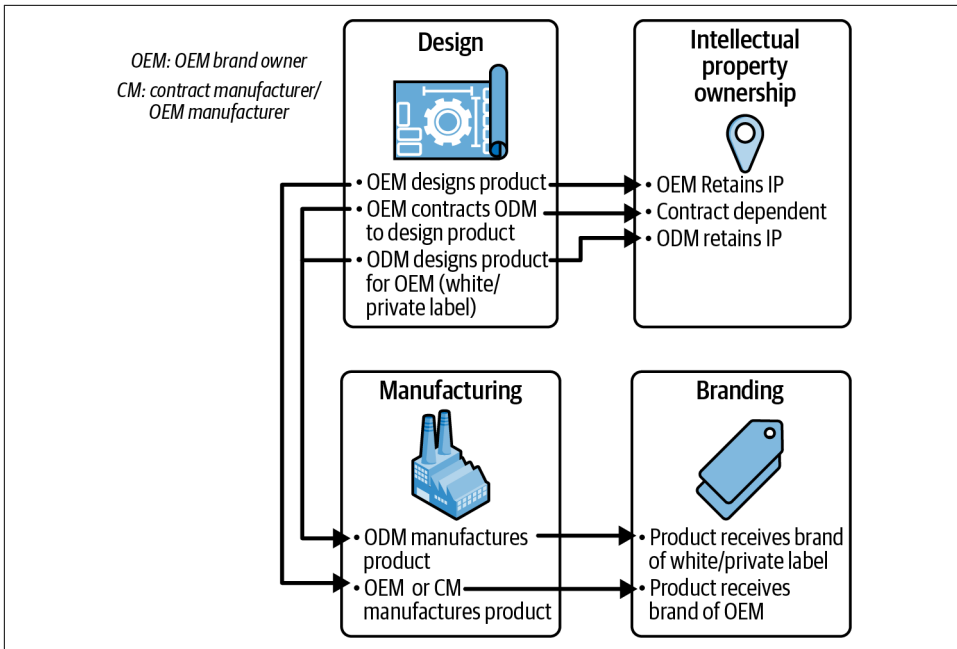 OEM: OEM brand owner
CM: contract manufacturer/
OEM manufacturer
Design
• OEM designs product
• OEM contracts ODM
to design product
• ODM designs product
for OEM (white/
private label)
Intellectual
property
ownership
• OEM Retains IP
• Contract dependent
• ODM retains IP
Manufacturing
• ODM manufactures
product
• OEM or CM
manufactures product
Branding
• Product receives brand
of white/private label
• Product receives
brand of OEM